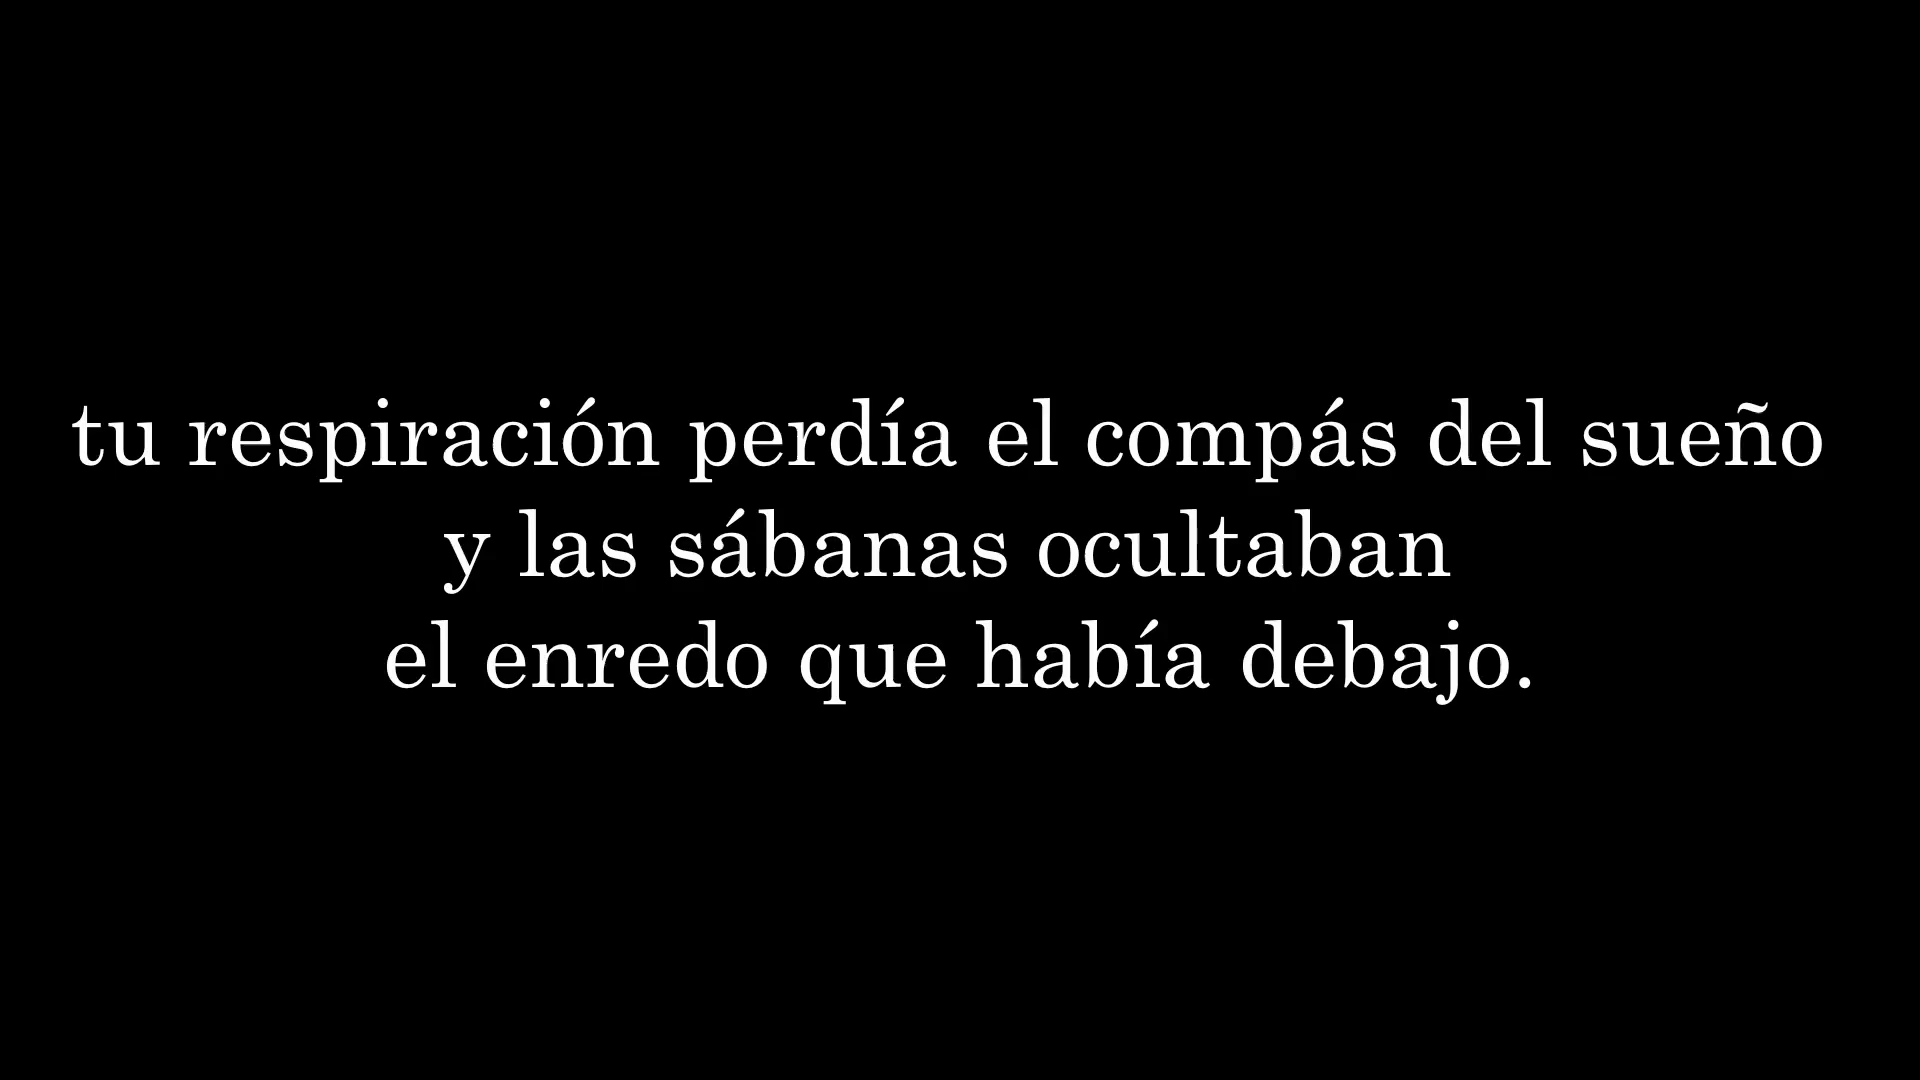 tu respiración perdía el compás del sueño
y las sábanas ocultaban
el enredo que había debajo.